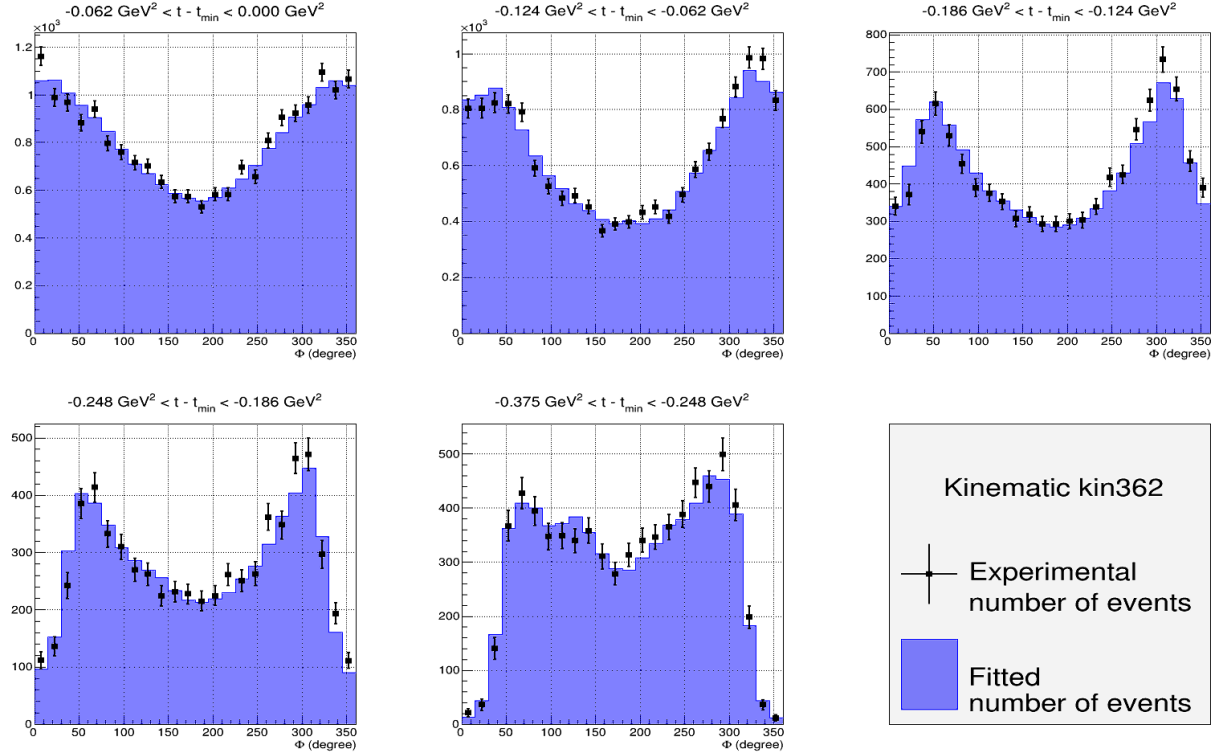 -0.062 GeV² < t - t_min < 0.000 GeV²
×10³
1.2
1
0.8
0.6
0.4
0.2
0
0 50 100 150 200 250 300 350
Φ (degree)
-0.124 GeV² < t - t_min < -0.062 GeV²
×10³
1
0.8
0.6
0.4
0.2
0
0 50 100 150 200 250 300 350
Φ (degree)
-0.186 GeV² < t - t_min < -0.124 GeV²
800
700
600
500
400
300
200
100
0
0 50 100 150 200 250 300 350
Φ (degree)
-0.248 GeV² < t - t_min < -0.186 GeV²
500
400
300
200
100
0
0 50 100 150 200 250 300 350
Φ (degree)
-0.375 GeV² < t - t_min < -0.248 GeV²
500
400
300
200
100
0
0 50 100 150 200 250 300 350
Φ (degree)
Kinematic kin362
Experimental
number of events
Fitted
number of events